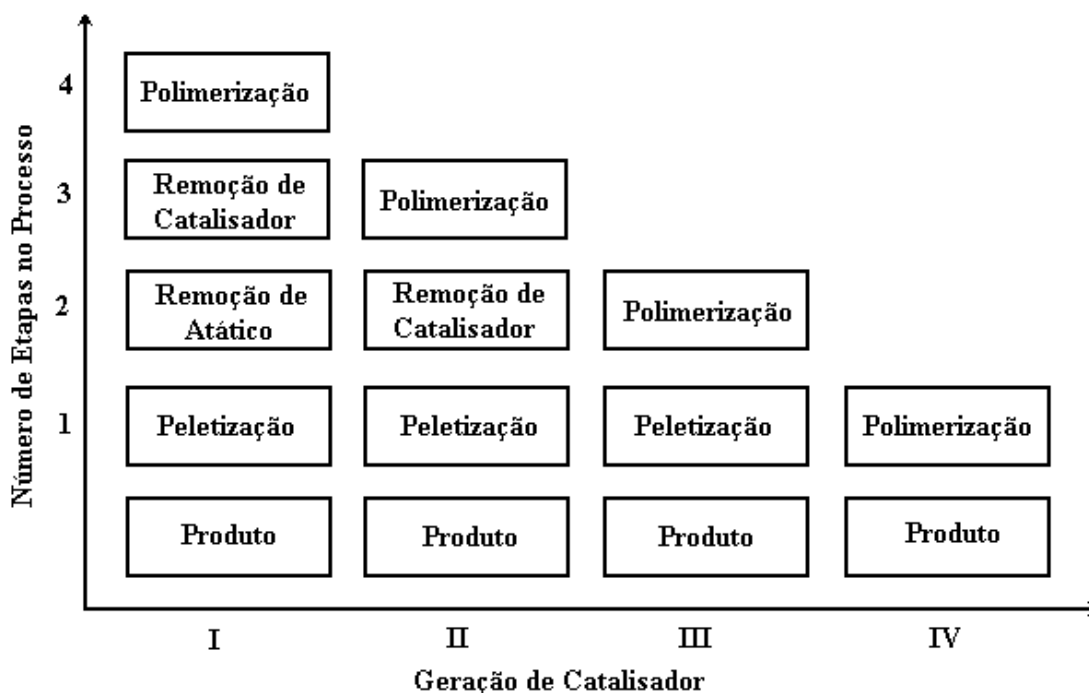 4
Polimerização
3
Remoção de
Catalisador
Polimerização
2
Remoção de
Atático
Remoção de
Catalisador
Polimerização
1
Peletização
Peletização
Peletização
Polimerização
Produto
Produto
Produto
Produto
I
II
III
IV
Geração de Catalisador
Número de Etapas no Processo